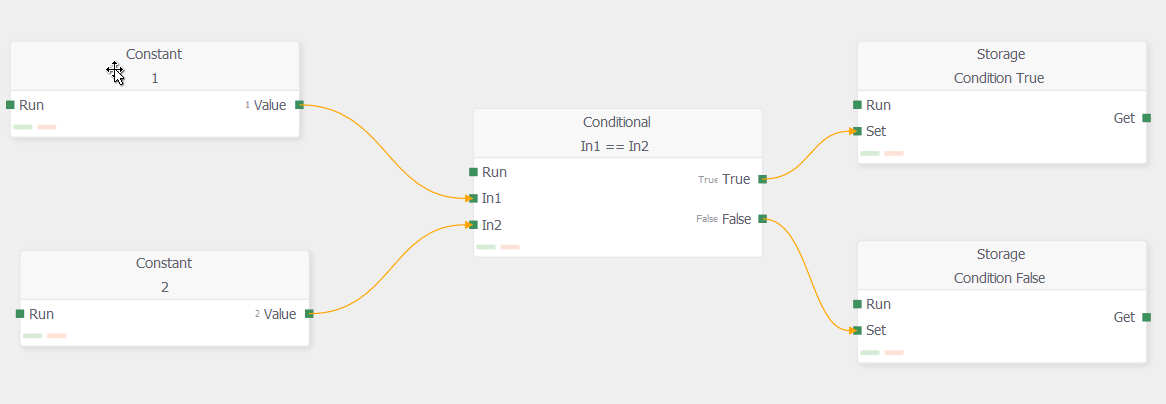 Constant
1
Run
1 Value
Constant
2
Run
2 Value
Conditional
In1 == In2
Run
In1
In2
True True
False False
Storage
Condition True
Run
Set
Get
Storage
Condition False
Run
Set
Get